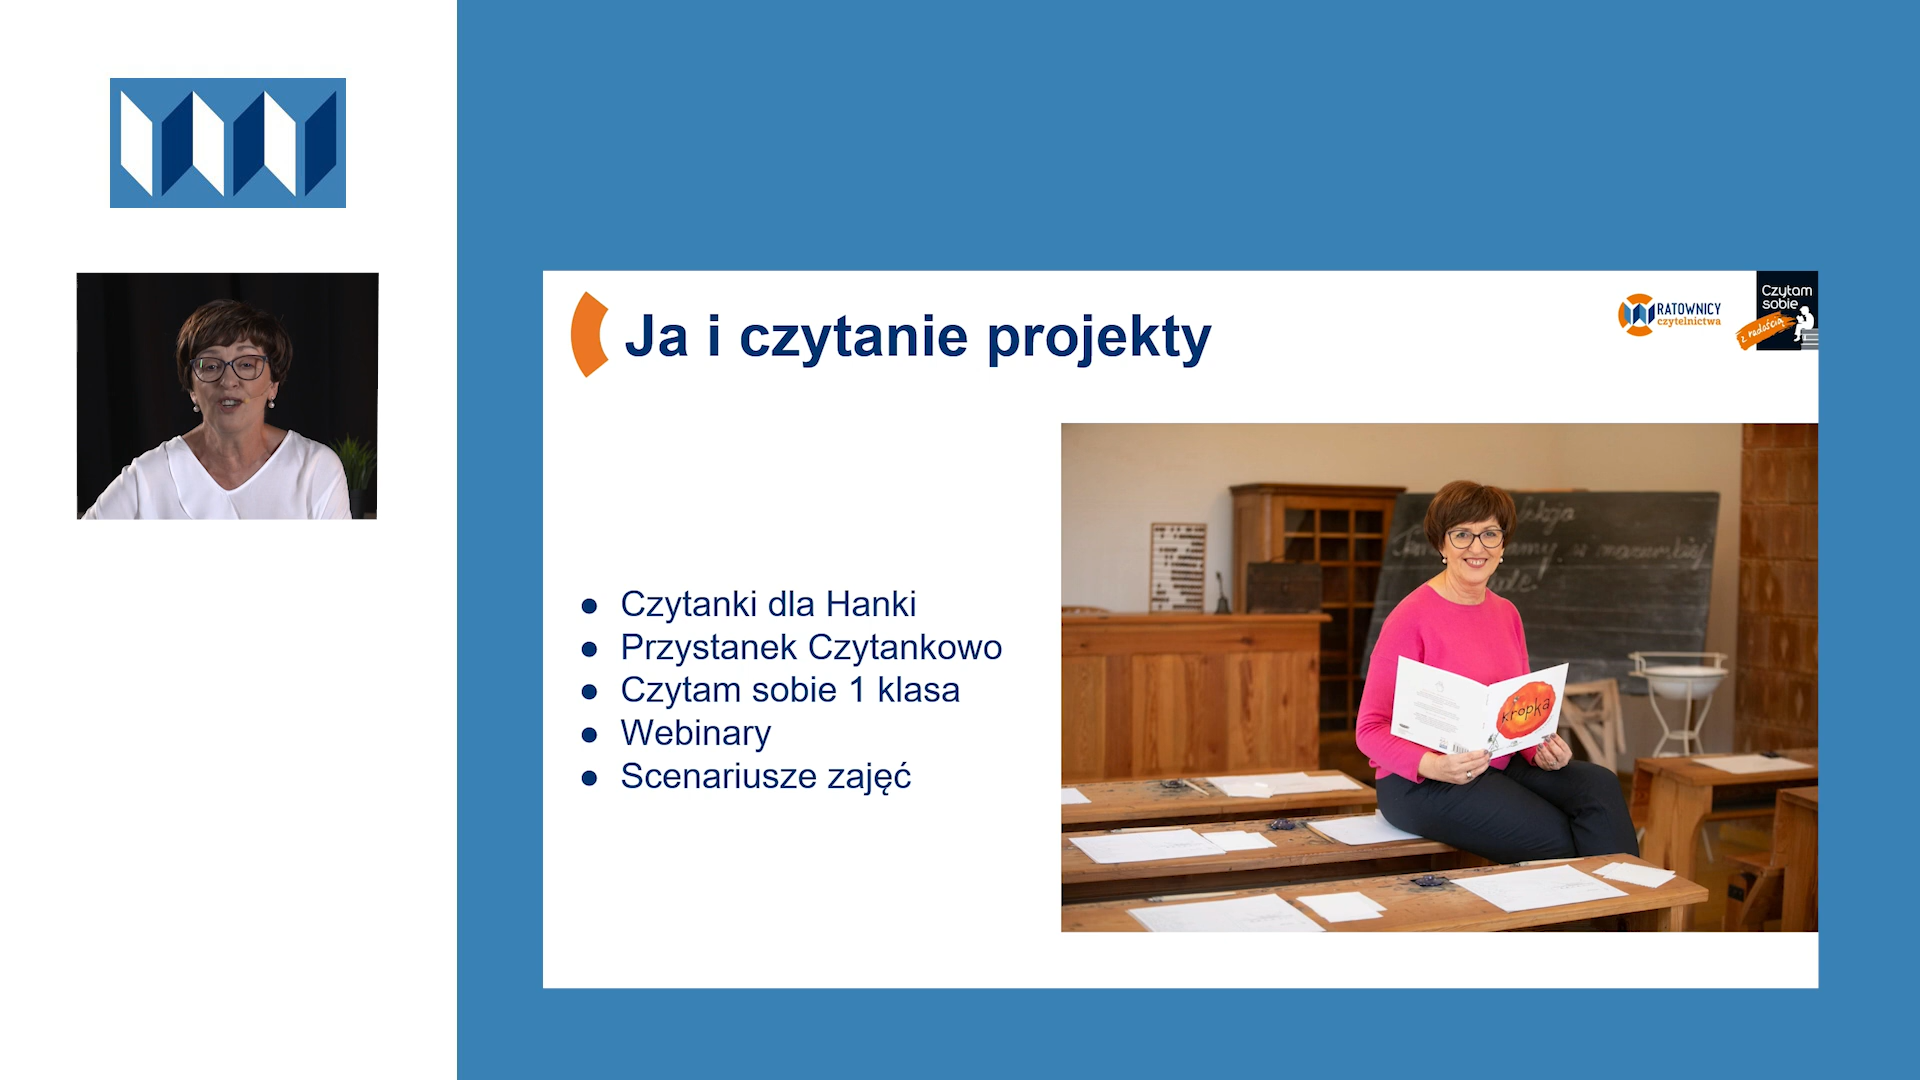 Ja i czytanie projekty
RATOWNICY
czytelnictwa
Czytam
sobie
z radością
● Czytanki dla Hanki
● Przystanek Czytankowo
● Czytam sobie 1 klasa
● Webinary
● Scenariusze zajęć
kropka